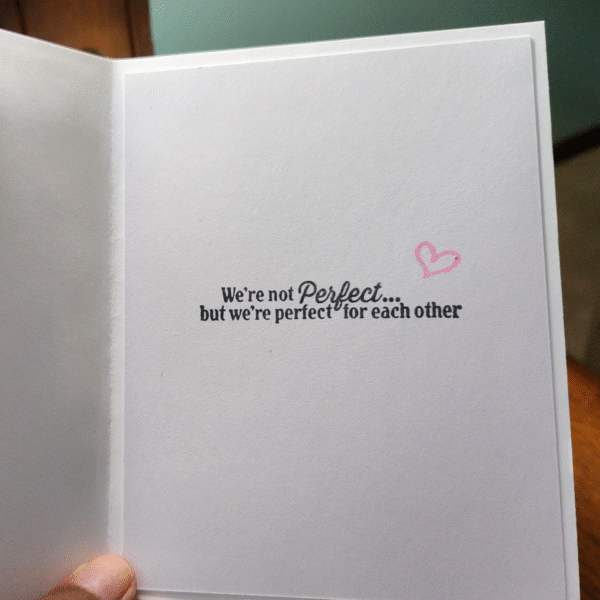 We're not Perfect...
but we're perfect for each other